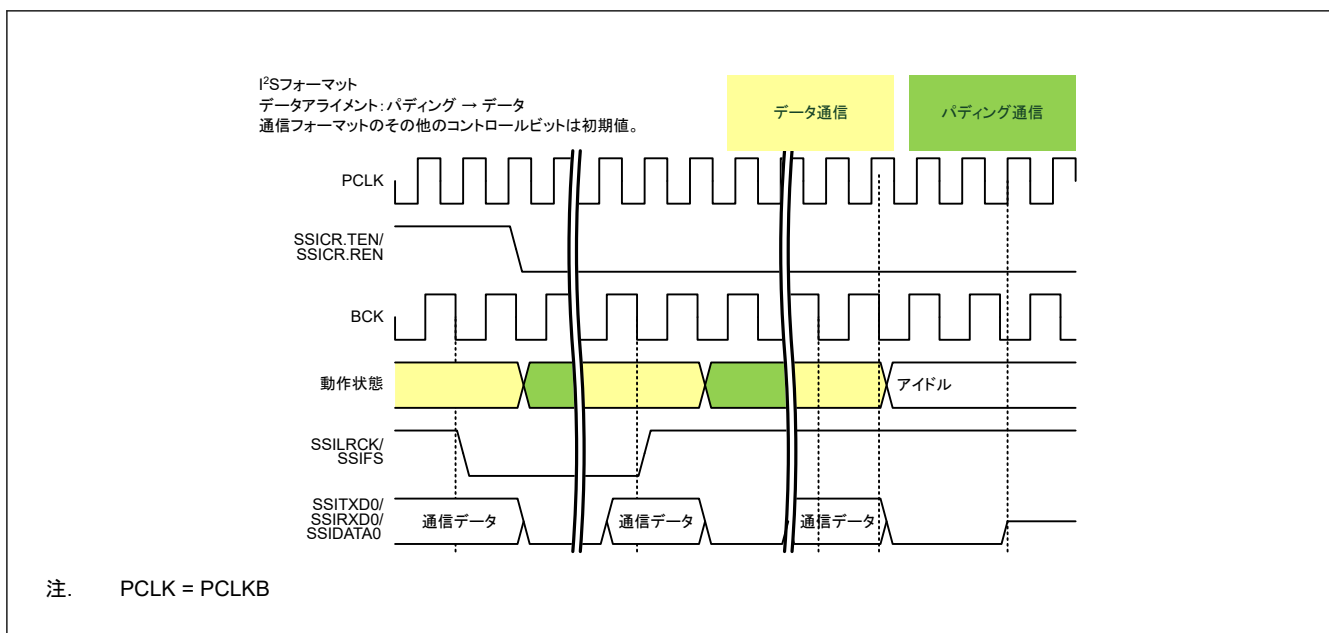 I²Sフォーマット
データアライメント：パディング → データ
通信フォーマットのその他のコントロールビットは初期値。
データ通信
パディング通信
PCLK
SSICR.TEN/
SSICR.REN
BCK
動作状態
アイドル
SSILRCK/
SSIFS
SSITXD0/
SSIRXD0/
SSIDATA0
通信データ
通信データ
通信データ
注. PCLK = PCLKB